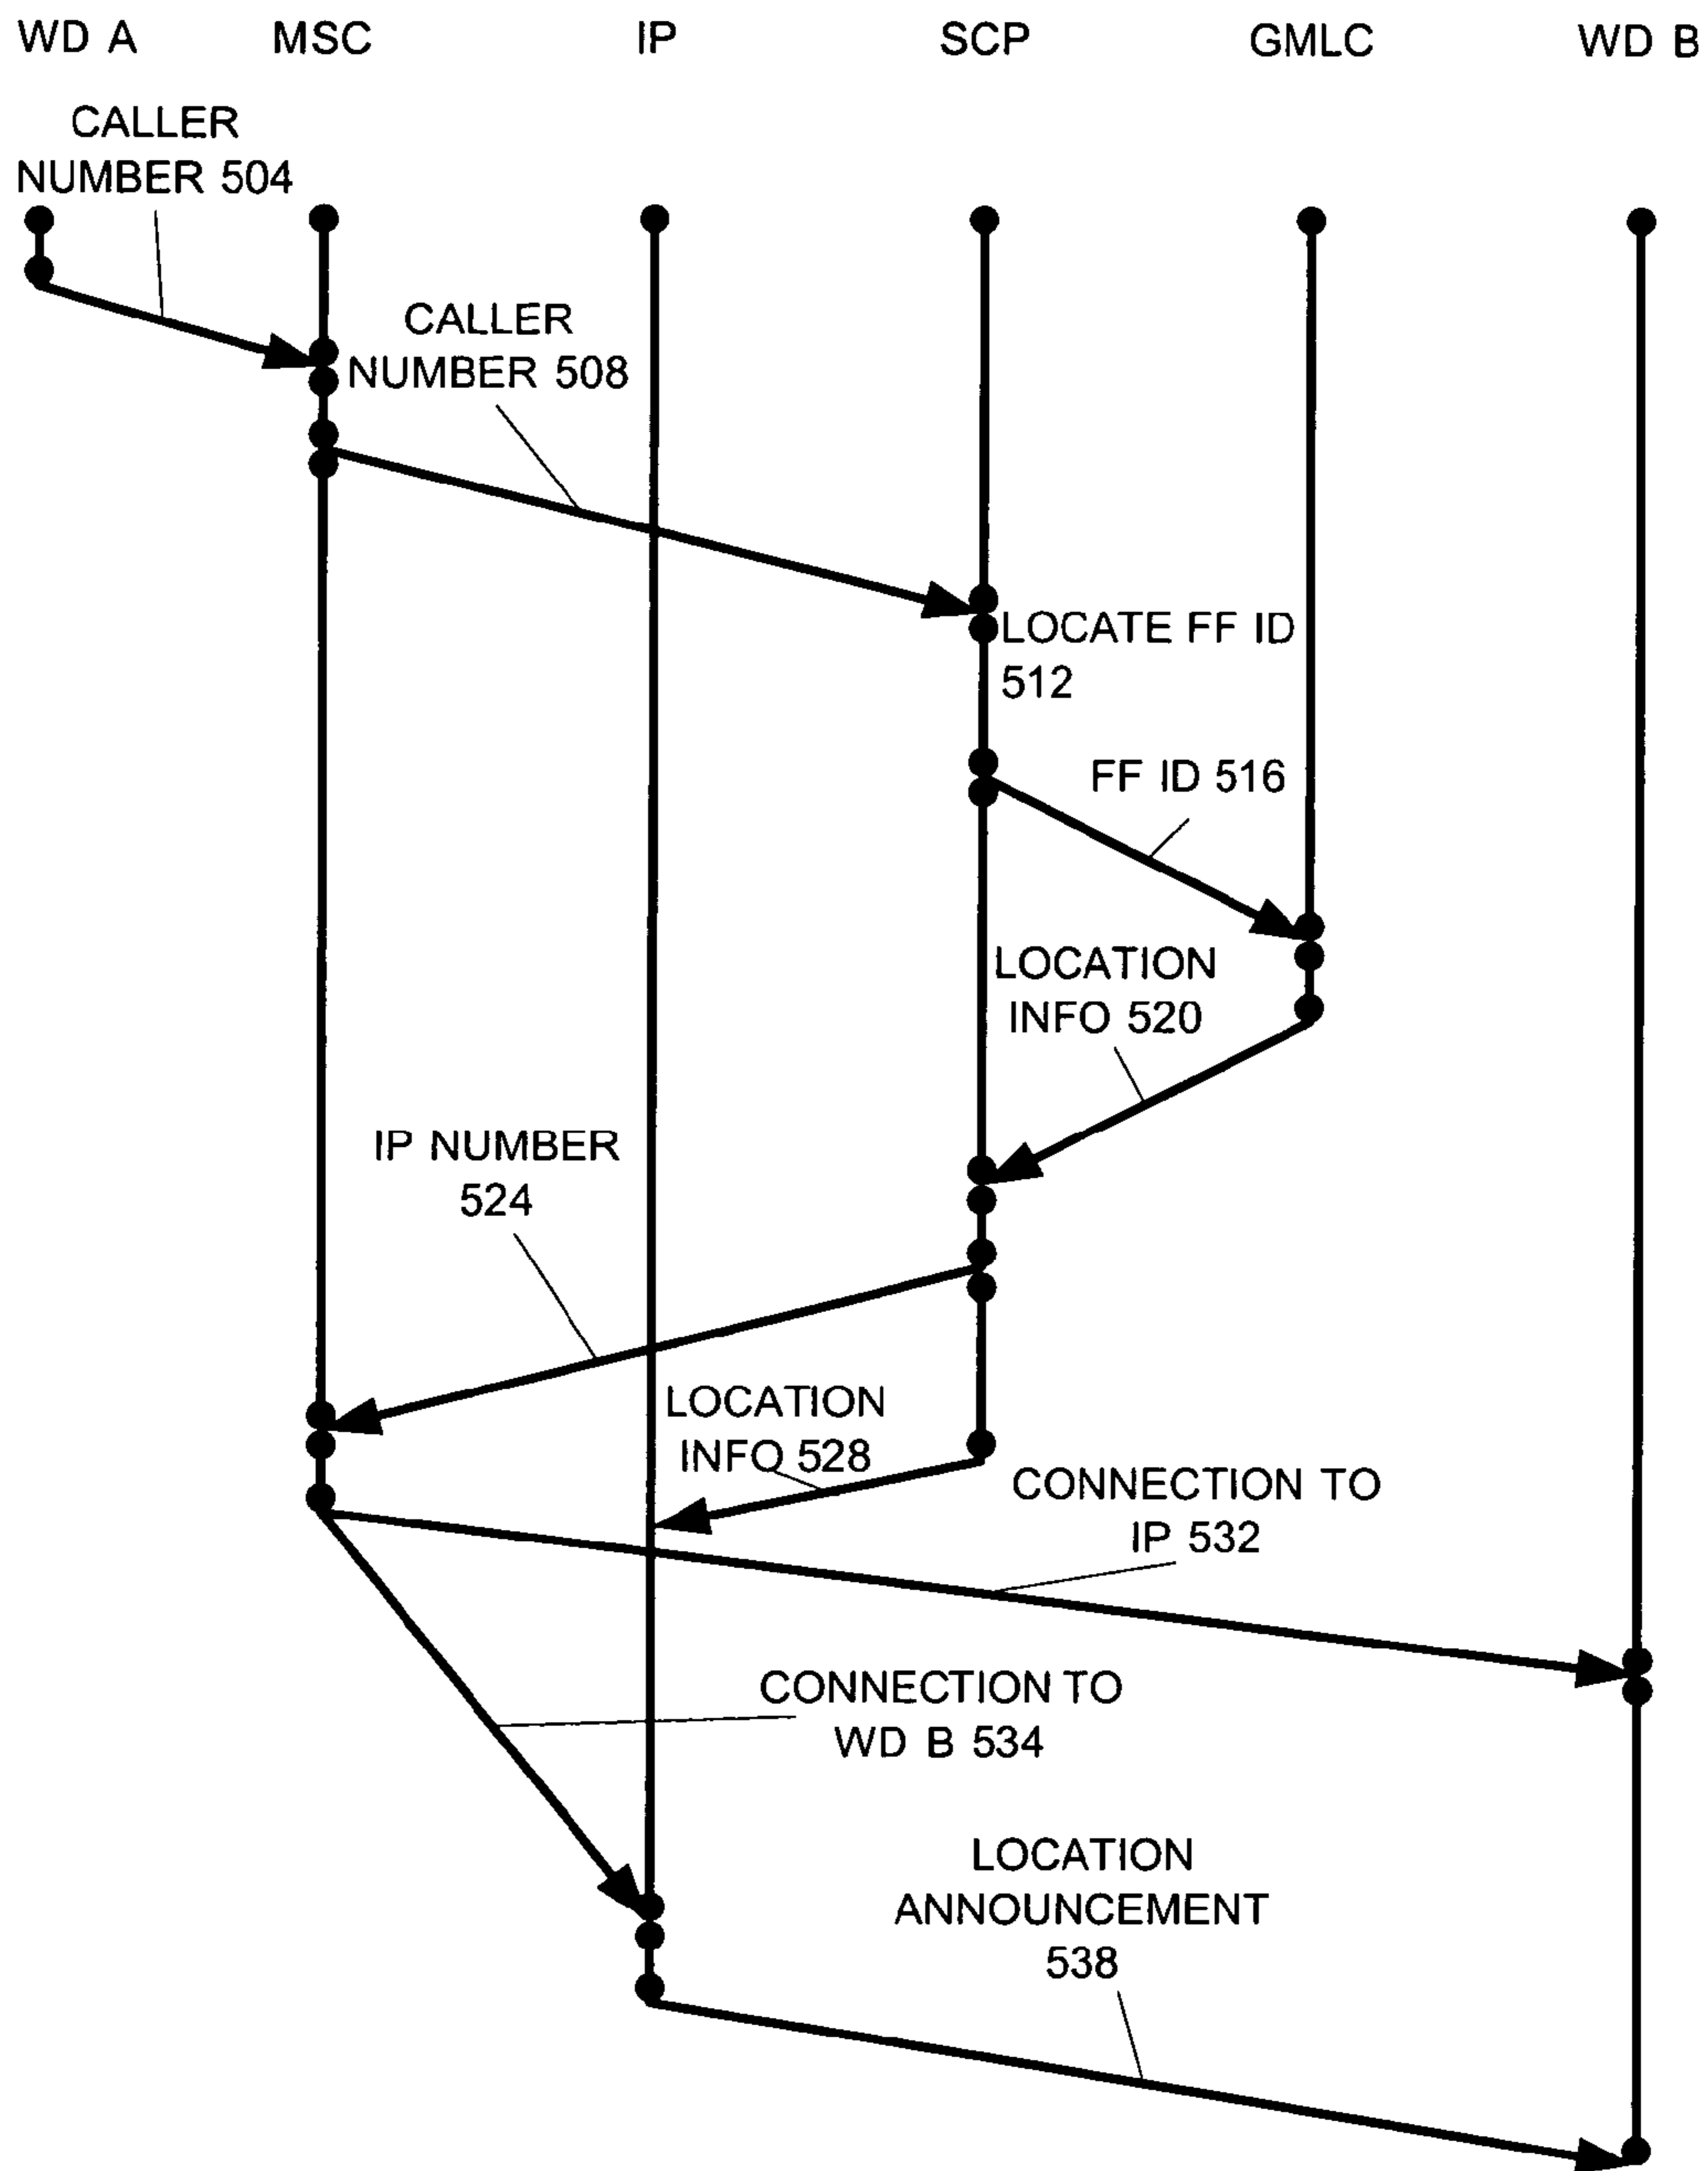 WD A MSC IP SCP GMLC WD B
CALLER
NUMBER 504
CALLER
NUMBER 508
LOCATE FF ID
512
FF ID 516
LOCATION
INFO 520
IP NUMBER
524
LOCATION
INFO 528
CONNECTION TO
IP 532
CONNECTION TO
WD B 534
LOCATION
ANNOUNCEMENT
538